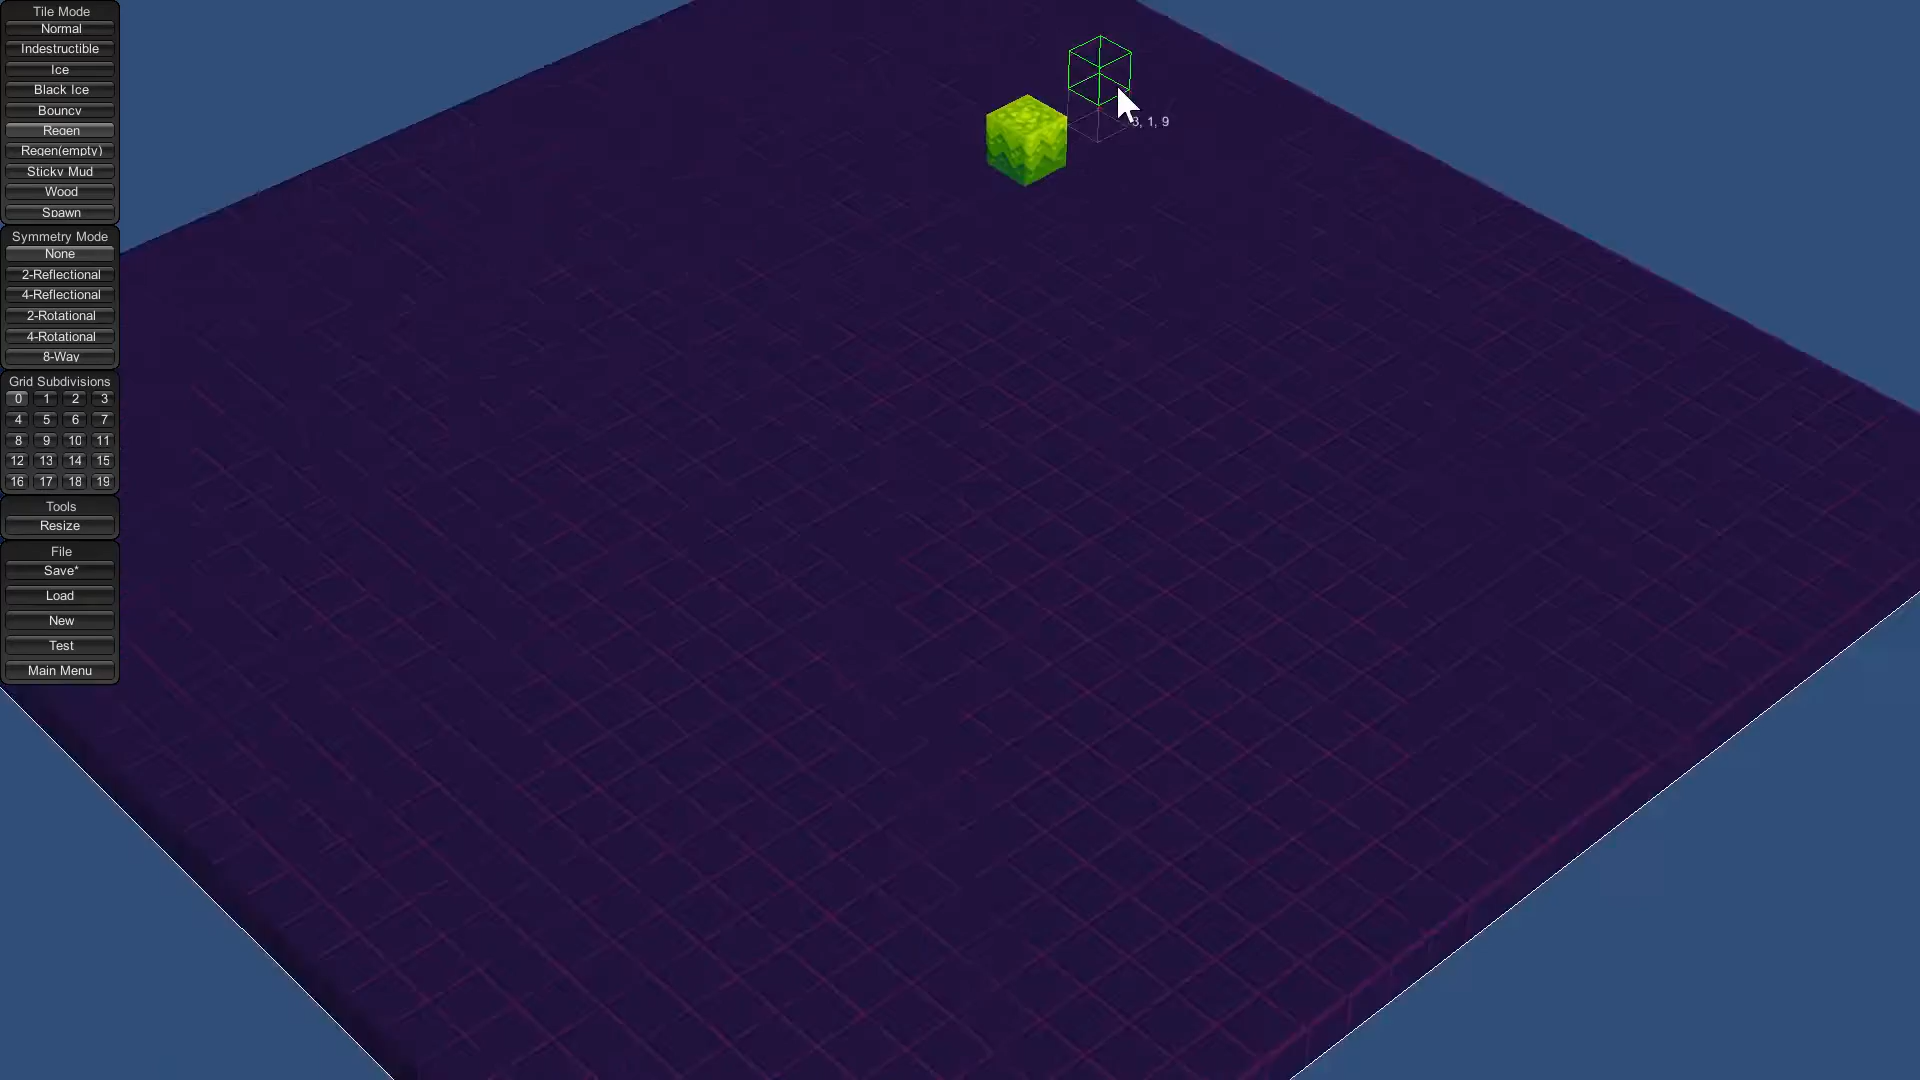 Tile Mode
Normal
Indestructible
Ice
Black Ice
Bouncy
Regen
Regen(empty)
Sticky Mud
Wood
Spawn
Symmetry Mode
None
2-Reflectional
4-Reflectional
2-Rotational
4-Rotational
8-Way
Grid Subdivisions
0 1 2 3
4 5 6 7
8 9 10 11
12 13 14 15
16 17 18 19
Tools
Resize
File
Save*
Load
New
Test
Main Menu
3, 1, 9